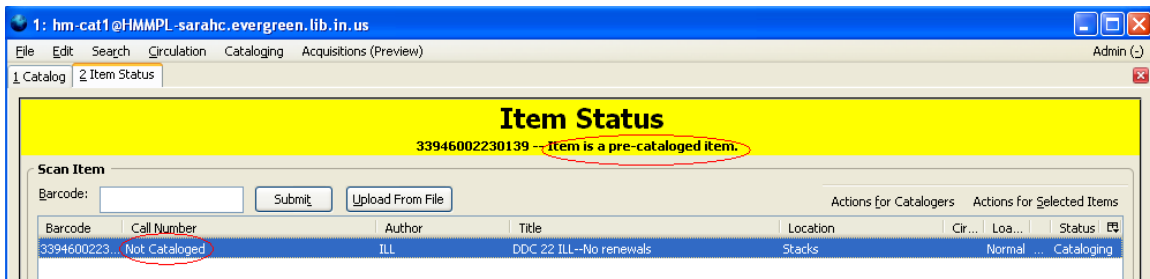 1: hm-cat1@HMMPL-sarahc.evergreen.lib.in.us
File Edit Search Circulation Cataloging Acquisitions (Preview) Admin (-)
1 Catalog 2 Item Status
Item Status
33946002230139 -- Item is a pre-cataloged item.
Scan Item
Barcode: Submit Upload From File Actions for Catalogers Actions for Selected Items
Barcode Call Number Author Title Location Cir... Loa... Status
3394600223... Not Cataloged ILL DDC 22 ILL--No renewals Stacks Normal ... Cataloging